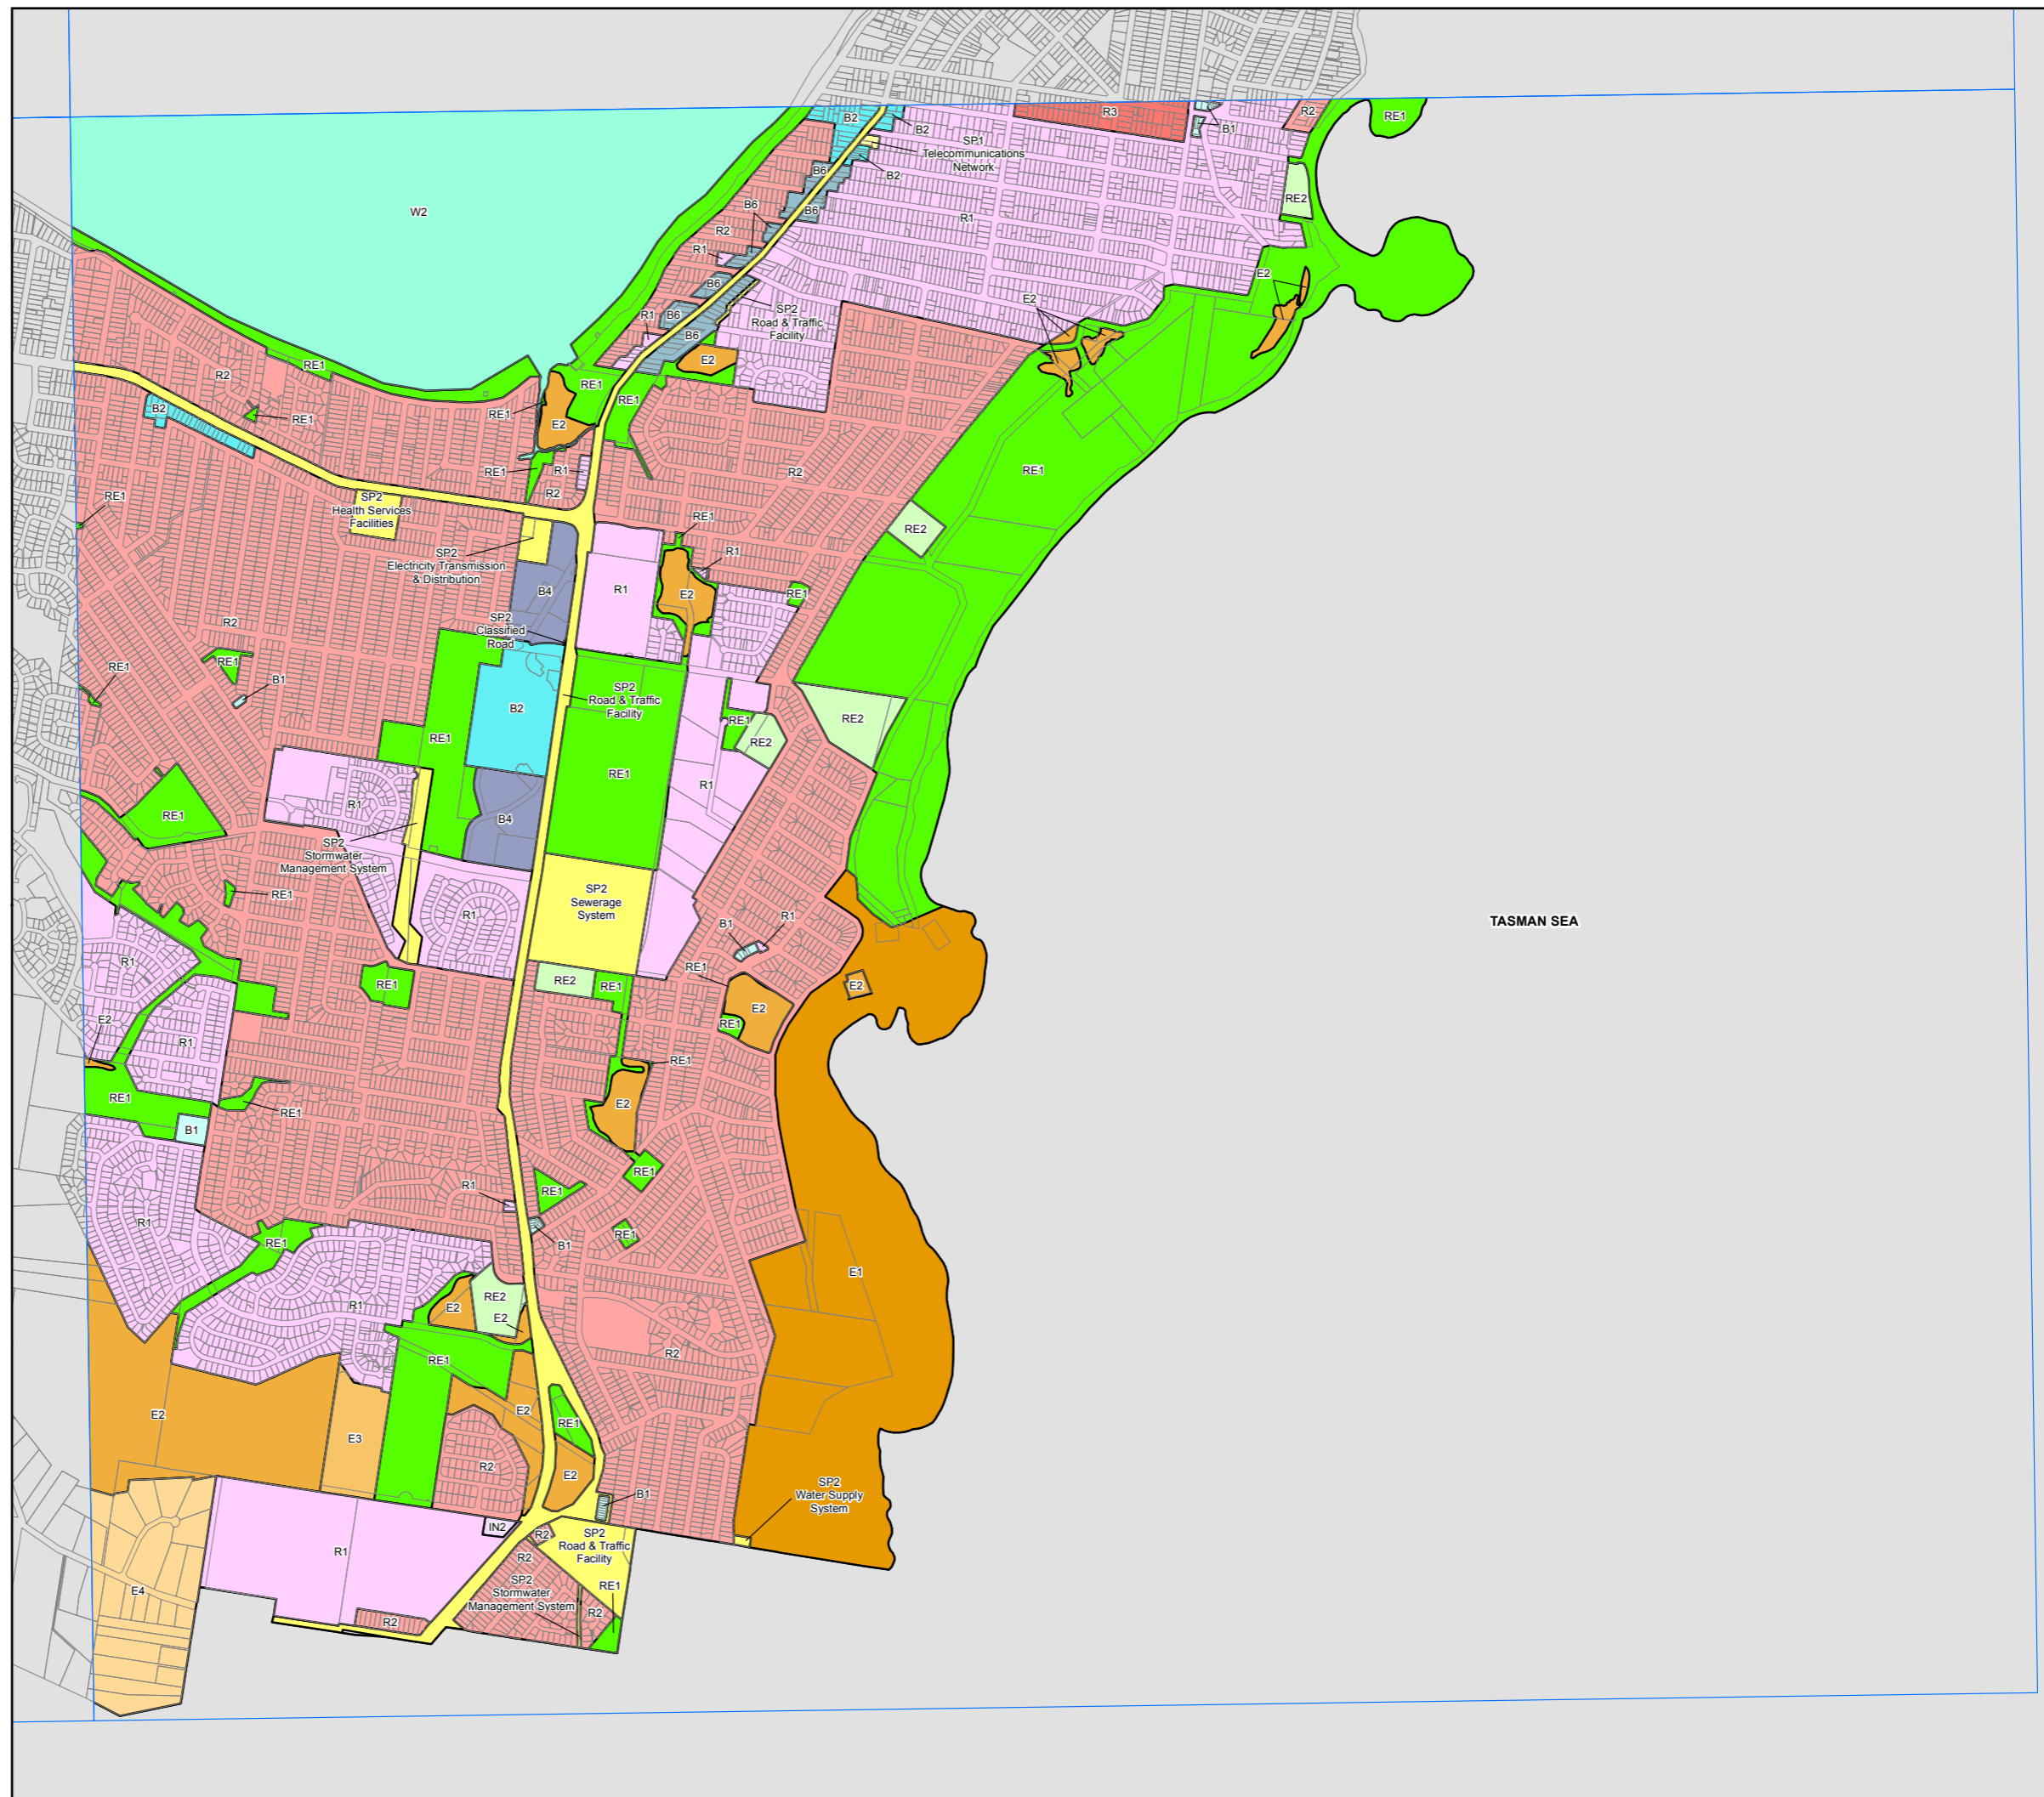 R3
R2
RE1
B2
B2
B1
SP1
Telecommunications
Network
B6
B2
RE2
W2
B6
B6
R1
R2
R1
E2
B6
E2
SP2
Road & Traffic
Facility
R1
B6
B6
E2
RE1
R2
RE1
RE1
B2
RE1
RE1
RE1
E2
RE1
R1
R2
RE1
R2
SP2
Health Services
Facilities
RE1
RE1
RE2
SP2
Electricity Transmission
& Distribution
R1
B4
R1
E2
RE1
R2
SP2
Classified
Road
RE1
RE1
B1
SP2
Road & Traffic
Facility
B2
RE1
RE2
RE1
RE2
RE1
R1
R1
RE1
B4
SP2
Stormwater
Management System
RE1
SP2
Sewerage
System
R1
B1
R1
TASMAN SEA
R1
RE1
RE1
RE2
RE1
E2
E2
E2
RE1
R1
RE1
RE1
E2
RE1
B1
RE1
RE1
R1
RE1
R1
RE1
RE1
B1
E1
RE2
R1
E2
E2
R2
RE1
E2
E2
RE1
E3
R2
E2
SP2
Water Supply
System
B1
IN2
R2
SP2
Road & Traffic
Facility
R1
R2
SP2
Stormwater
Management System
RE1
E4
R2
R2